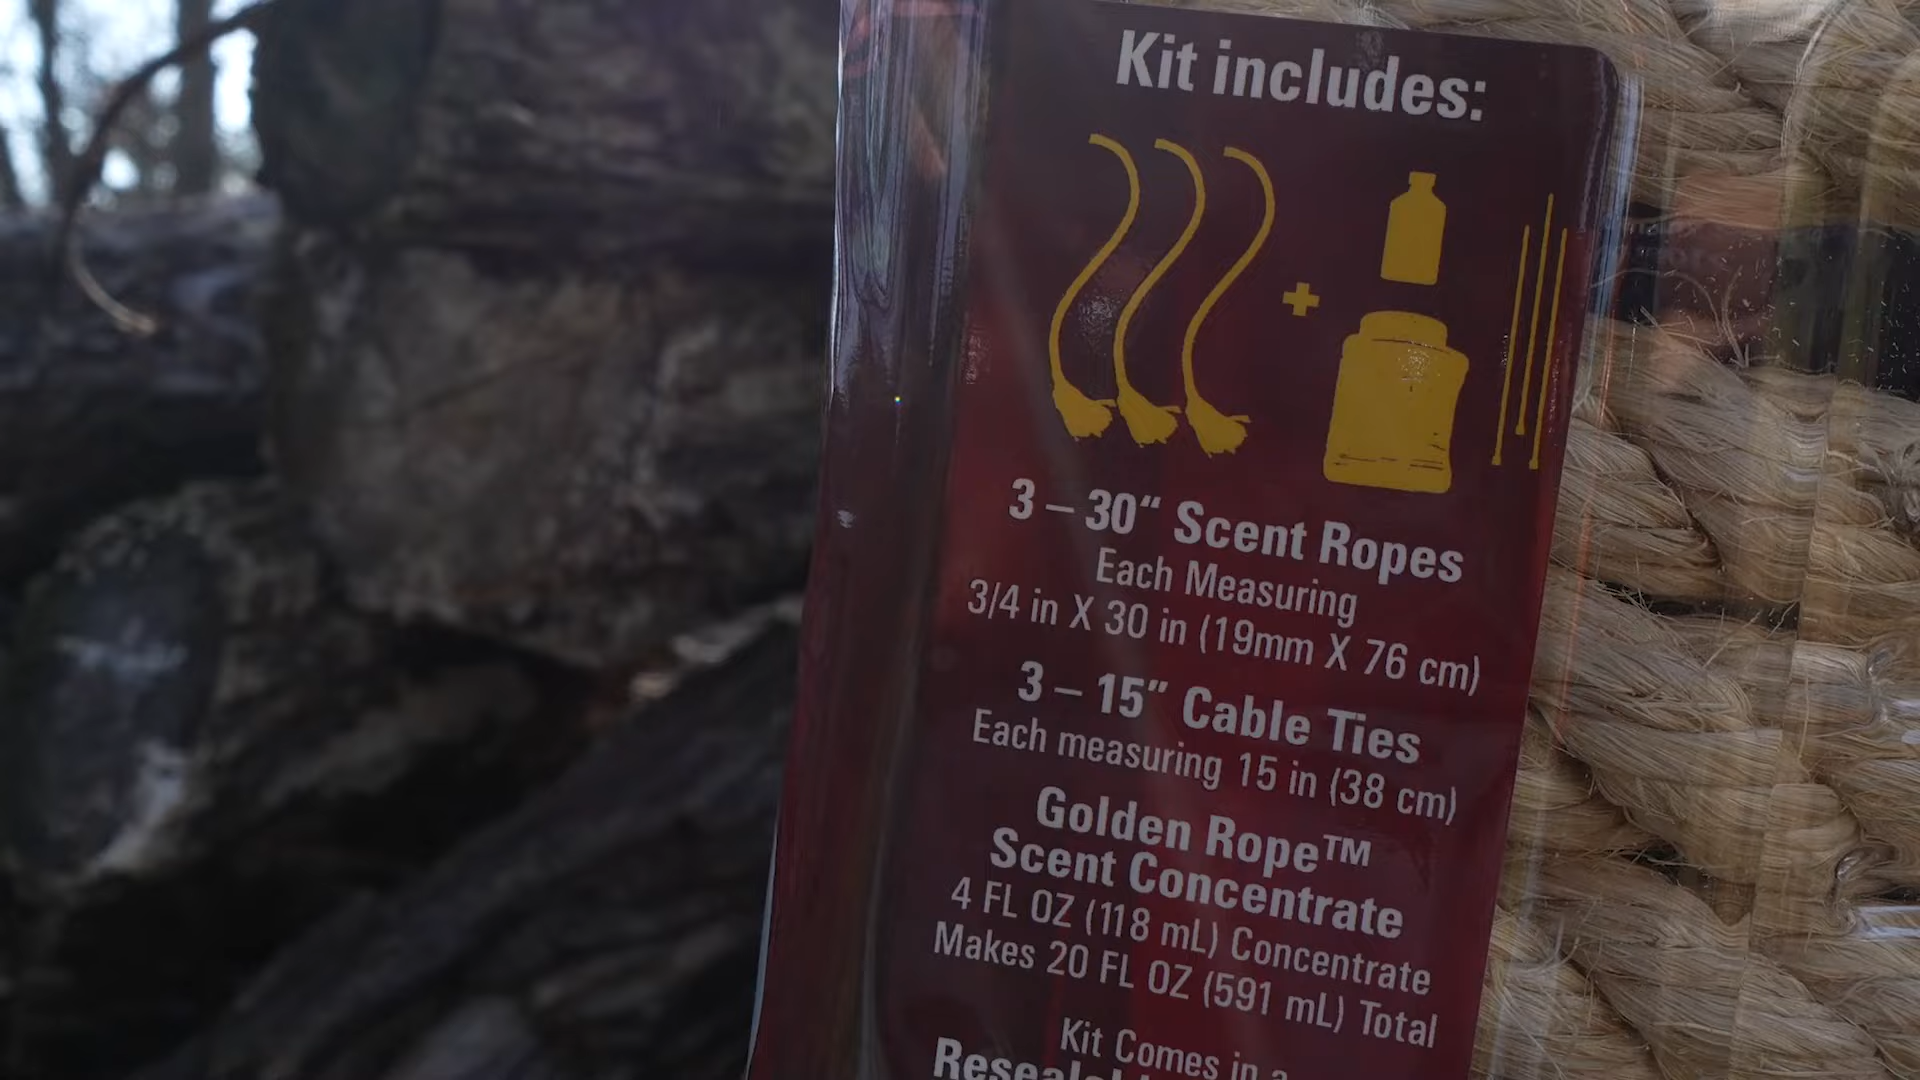 Kit includes:
3 – 30“ Scent Ropes
Each Measuring
3/4 in X 30 in (19mm X 76 cm)
3 – 15” Cable Ties
Each measuring 15 in (38 cm)
Golden Rope™
Scent Concentrate
4 FL OZ (118 mL) Concentrate
Makes 20 FL OZ (591 mL) Total
Kit Comes in a